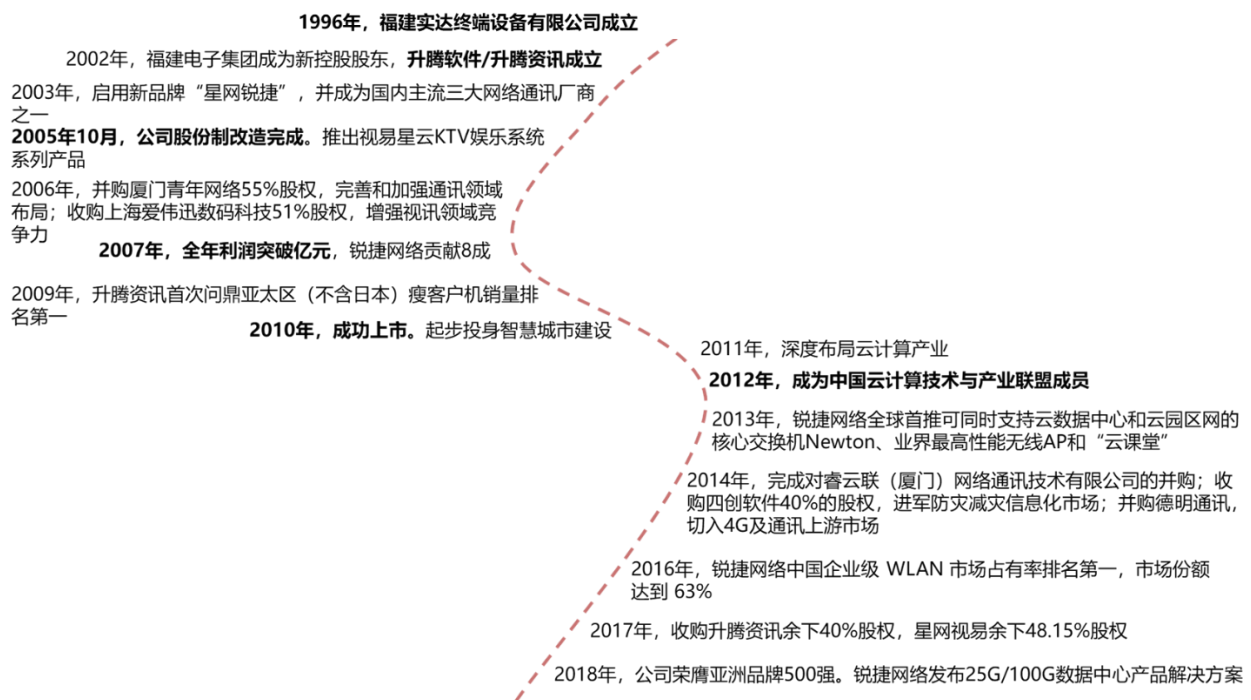 1996年，福建实达终端设备有限公司成立
2002年，福建电子集团成为新控股股东，升腾软件/升腾资讯成立
2003年，启用新品牌“星网锐捷”，并成为国内主流三大网络通讯厂商
之一
2005年10月，公司股份制改造完成。推出视易星云KTV娱乐系统
系列产品
2006年，并购厦门青年网络55%股权，完善和加强通讯领域
布局；收购上海爱伟迅数码科技51%股权，增强视讯领域竞
争力
2007年，全年利润突破亿元，锐捷网络贡献8成
2009年，升腾资讯首次问鼎亚太区（不含日本）瘦客户机销量排
名第一
2010年，成功上市。起步投身智慧城市建设
2011年，深度布局云计算产业
2012年，成为中国云计算技术与产业联盟成员
2013年，锐捷网络全球首推可同时支持云数据中心和云园区网的
核心交换机Newton、业界最高性能无线AP和“云课堂”
2014年，完成对睿云联（厦门）网络通讯技术有限公司的并购；收
购四创软件40%的股权，进军防灾减灾信息化市场；并购德明通讯，
切入4G及通讯上游市场
2016年，锐捷网络中国企业级 WLAN 市场占有率排名第一，市场份额
达到 63%
2017年，收购升腾资讯余下40%股权，星网视易余下48.15%股权
2018年，公司荣膺亚洲品牌500强。锐捷网络发布25G/100G数据中心产品解决方案